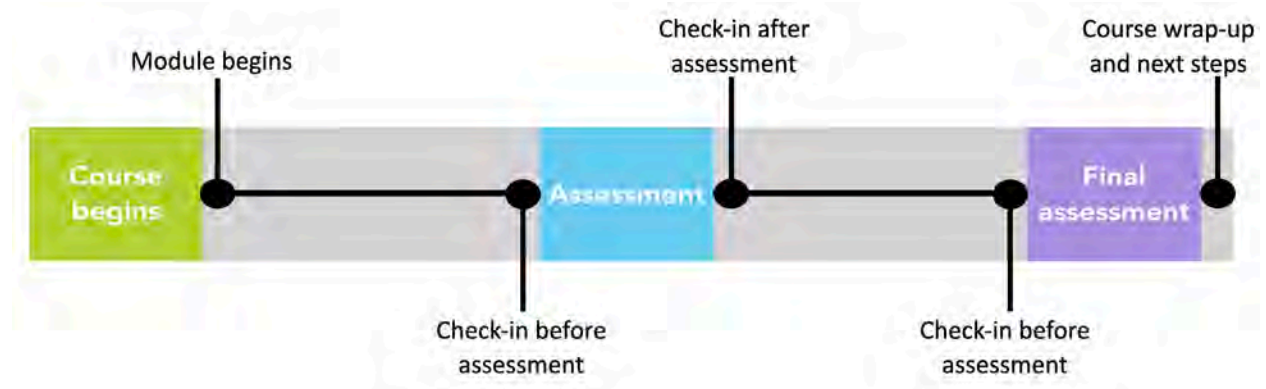 Module begins
Check-in after
assessment
Course wrap-up
and next steps
Course
begins
Assessment
Final
assessment
Check-in before
assessment
Check-in before
assessment